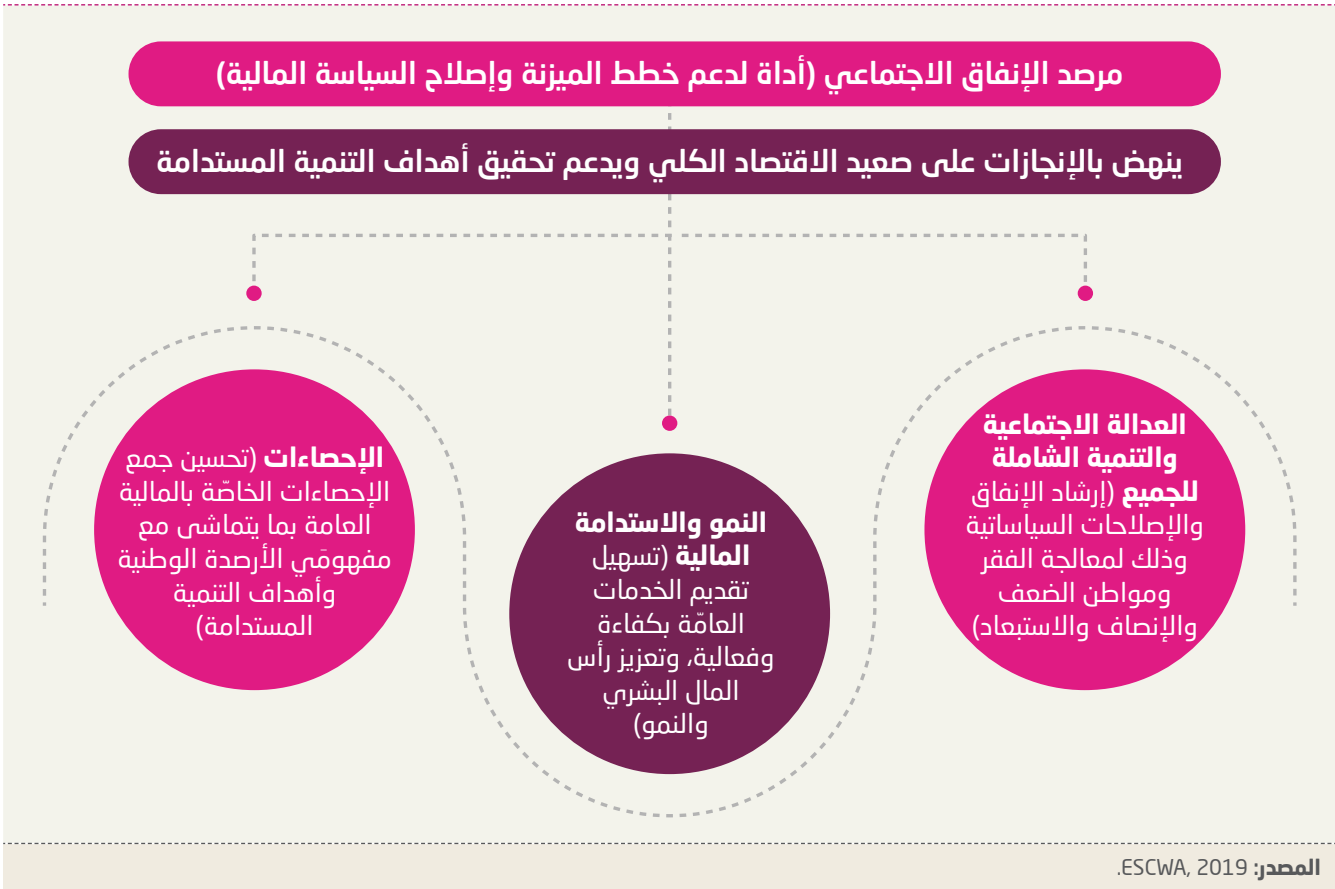 مرصد الإنفاق الاجتماعي (أداة لدعم خطط الميزنة وإصلاح السياسة المالية)
ينهض بالإنجازات على صعيد الاقتصاد الكلي ويدعم تحقيق أهداف التنمية المستدامة
العدالة الاجتماعية
والتنمية الشاملة
للجميع (إرشاد الإنفاق
والإصلاحات السياساتية
وذلك لمعالجة الفقر
ومواطن الضعف
والإنصاف والاستبعاد)
النمو والاستدامة
المالية (تسهيل
تقديم الخدمات
العامّة بكفاءة
وفعالية، وتعزيز رأس
المال البشري
والنمو)
الإحصاءات (تحسين جمع
الإحصاءات الخاصّة بالمالية
العامة بما يتماشى مع
مفهومَي الأرصدة الوطنية
وأهداف التنمية
المستدامة)
المصدر: ESCWA, 2019.